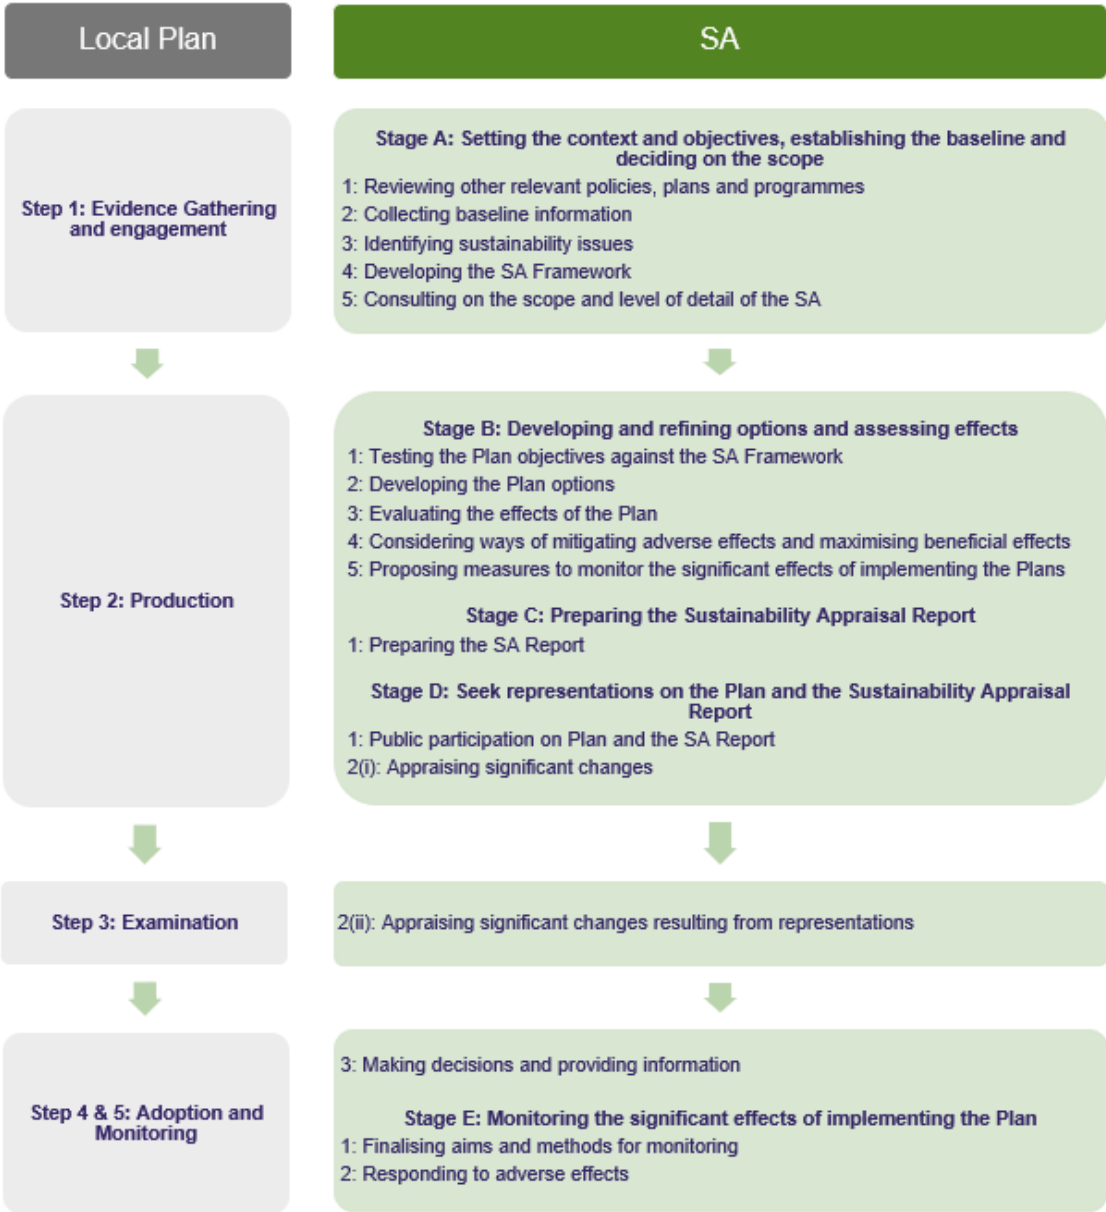 Local Plan
SA
Step 1: Evidence Gathering
and engagement
Stage A: Setting the context and objectives, establishing the baseline and
deciding on the scope
1: Reviewing other relevant policies, plans and programmes
2: Collecting baseline information
3: Identifying sustainability issues
4: Developing the SA Framework
5: Consulting on the scope and level of detail of the SA
Step 2: Production
Stage B: Developing and refining options and assessing effects
1: Testing the Plan objectives against the SA Framework
2: Developing the Plan options
3: Evaluating the effects of the Plan
4: Considering ways of mitigating adverse effects and maximising beneficial effects
5: Proposing measures to monitor the significant effects of implementing the Plans
Stage C: Preparing the Sustainability Appraisal Report
1: Preparing the SA Report
Stage D: Seek representations on the Plan and the Sustainability Appraisal
Report
1: Public participation on Plan and the SA Report
2(i): Appraising significant changes
Step 3: Examination
2(ii): Appraising significant changes resulting from representations
Step 4 & 5: Adoption and
Monitoring
3: Making decisions and providing information
Stage E: Monitoring the significant effects of implementing the Plan
1: Finalising aims and methods for monitoring
2: Responding to adverse effects